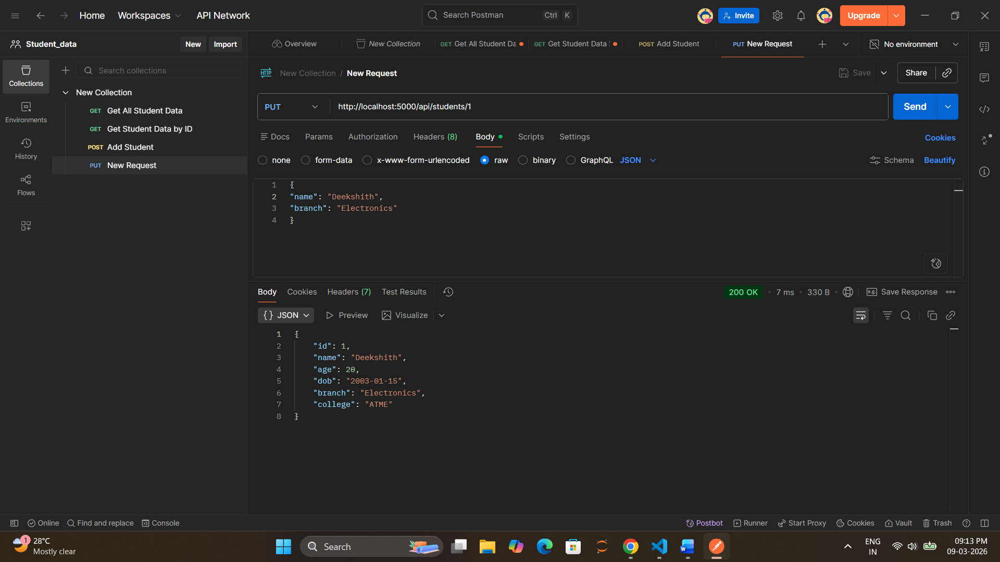 Home Workspaces API Network Search Postman Ctrl K Invite Upgrade
Student_data New Import Overview New Collection GET Get All Student Da GET Get Student Data POST Add Student PUT New Request No environment
Collections
Environments
History
Flows
Search collections
New Collection
GET Get All Student Data
GET Get Student Data by ID
POST Add Student
PUT New Request
HTTP New Collection / New Request Save Share
PUT http://localhost:5000/api/students/1 Send
Docs Params Authorization Headers (8) Body Scripts Settings Cookies
none form-data x-www-form-urlencoded raw binary GraphQL JSON Schema Beautify
1 {
2 "name": "Deekshith",
3 "branch": "Electronics"
4 }
Body Cookies Headers (7) Test Results 200 OK 7 ms 330 B e.g. Save Response
{} JSON Preview Visualize
1 {
2 "id": 1,
3 "name": "Deekshith",
4 "age": 20,
5 "dob": "2003-01-15",
6 "branch": "Electronics",
7 "college": "ATME"
8 }
Online Find and replace Console Postbot Runner Start Proxy Cookies Vault Trash
1 28°C
Mostly clear
Search
W
ENG
IN
09:13 PM
09-03-2026